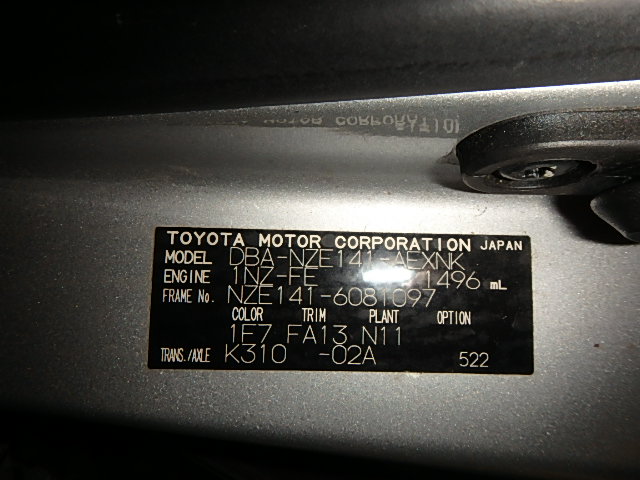 TOYOTA MOTOR CORPORATION JAPAN
MODEL DBA-NZE141-AEXNK
ENGINE 1NZ-FE 1496 mL
FRAME No. NZE141-6081097
COLOR TRIM PLANT OPTION
1E7 FA13 N11
TRANS./AXLE K310 -02A 522